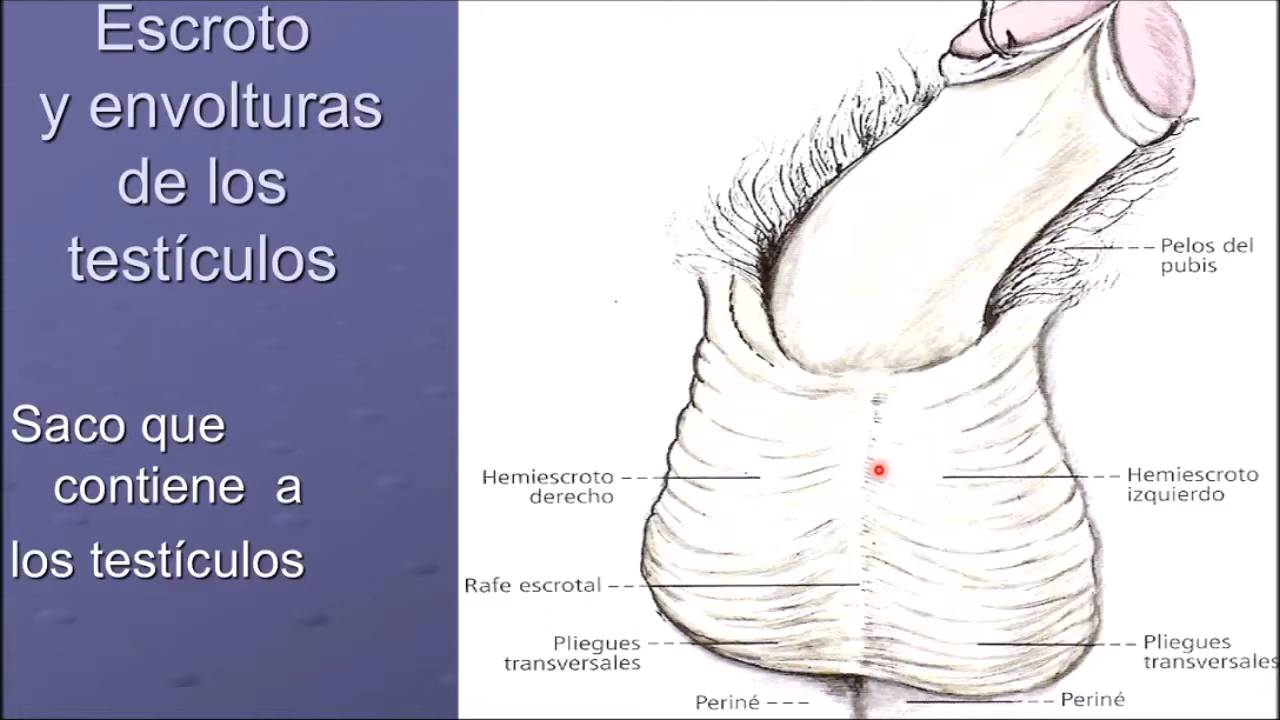 Escroto
y envolturas
de los
testículos
Saco que
contiene a
los testículos
Pelos del
pubis
Hemiescroto
derecho
Hemiescroto
izquierdo
Rafe escrotal
Pliegues
transversales
Pliegues
transversales
Periné
Periné